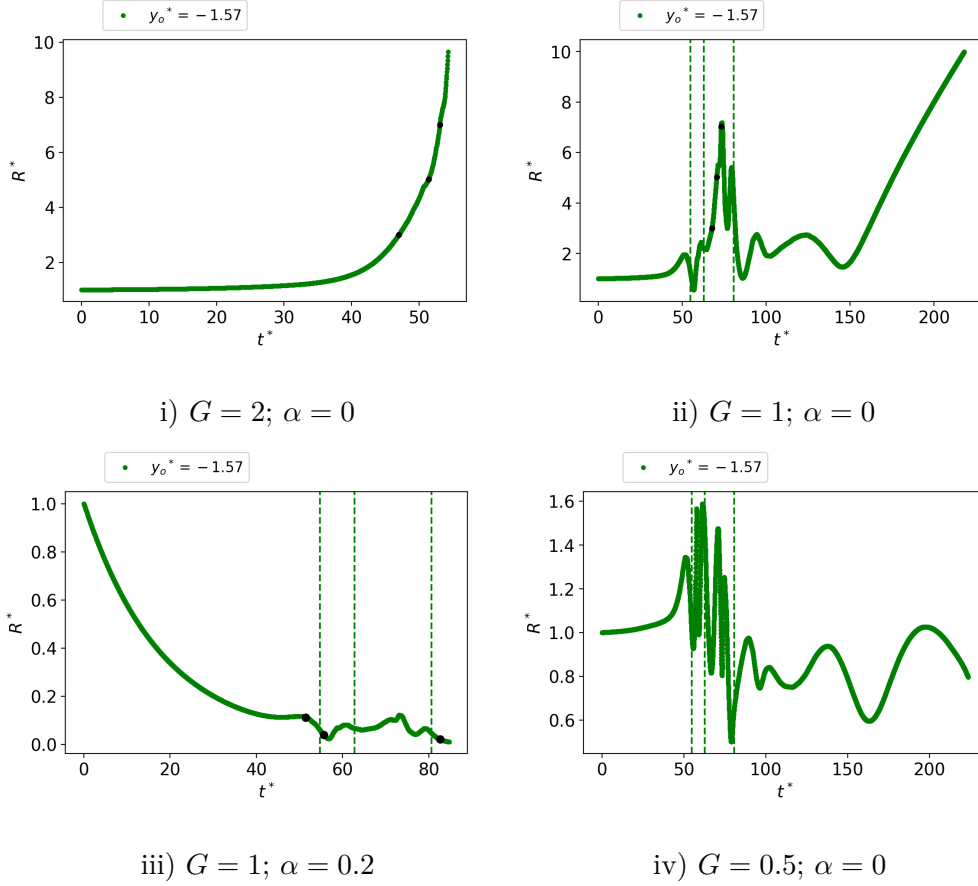 y_o* = −1.57
10
8
6
4
2
R*
0 10 20 30 40 50
t*
i) G = 2; α = 0
y_o* = −1.57
10
8
6
4
2
R*
0 50 100 150 200
t*
ii) G = 1; α = 0
y_o* = −1.57
1.0
0.8
0.6
0.4
0.2
0.0
R*
0 20 40 60 80
t*
iii) G = 1; α = 0.2
y_o* = −1.57
1.6
1.4
1.2
1.0
0.8
0.6
R*
0 50 100 150 200
t*
iv) G = 0.5; α = 0